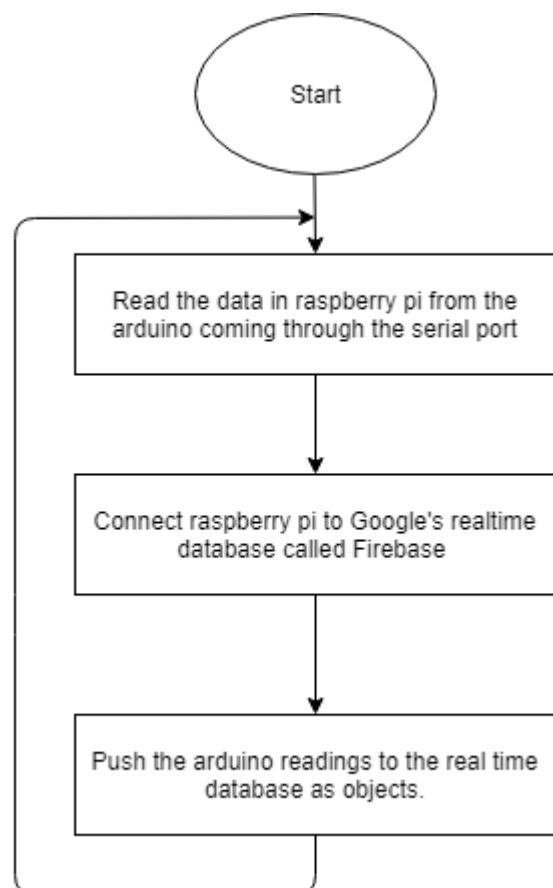 Start
Read the data in raspberry pi from the
arduino coming through the serial port
Connect raspberry pi to Google's realtime
database called Firebase
Push the arduino readings to the real time
database as objects.